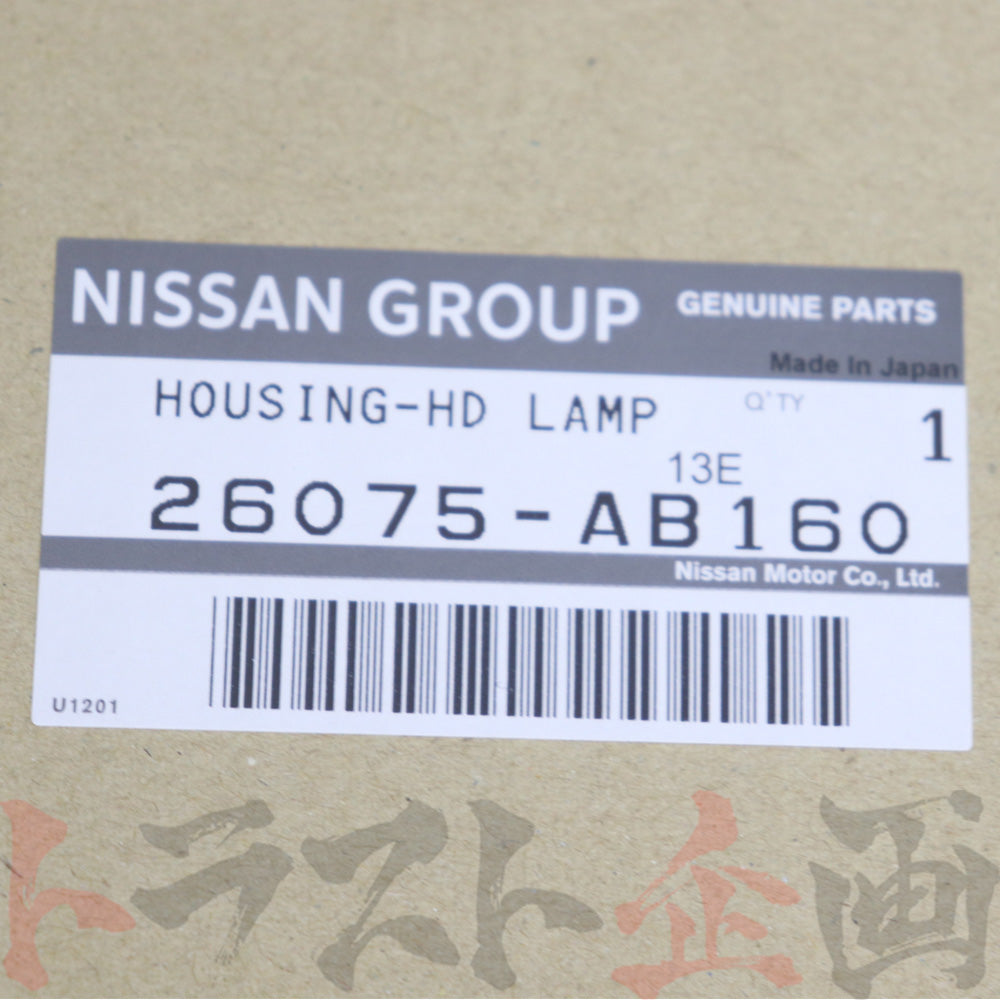 NISSAN GROUP GENUINE PARTS
Made In Japan
HOUSING-HD LAMP Q'TY 1
13E
26075-AB160
Nissan Motor Co., Ltd.
U1201
トラスト企画